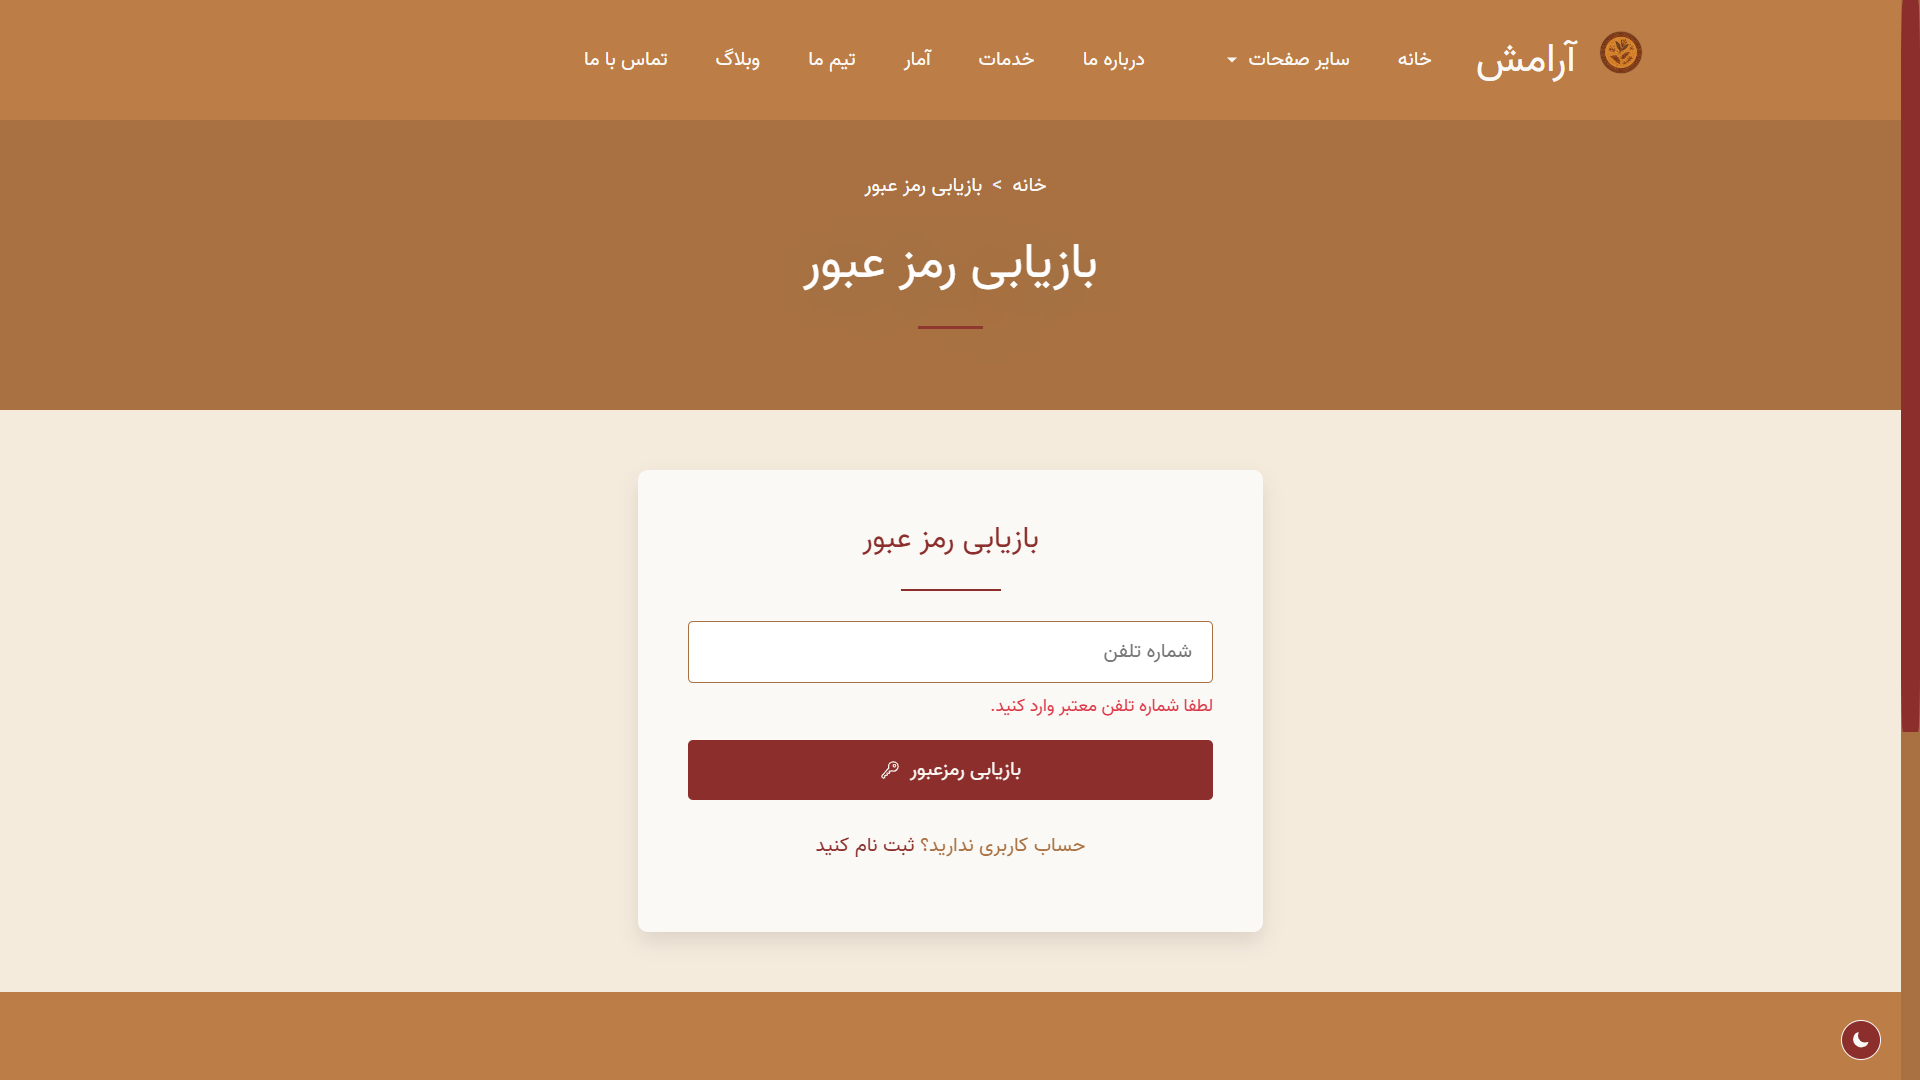 آرامش
خانه
سایر صفحات
درباره ما
خدمات
آمار
تیم ما
وبلاگ
تماس با ما
خانه > بازیابی رمز عبور
بازیابی رمز عبور
بازیابی رمز عبور
شماره تلفن
لطفا شماره تلفن معتبر وارد کنید.
بازیابی رمزعبور
حساب کاربری ندارید؟ ثبت نام کنید